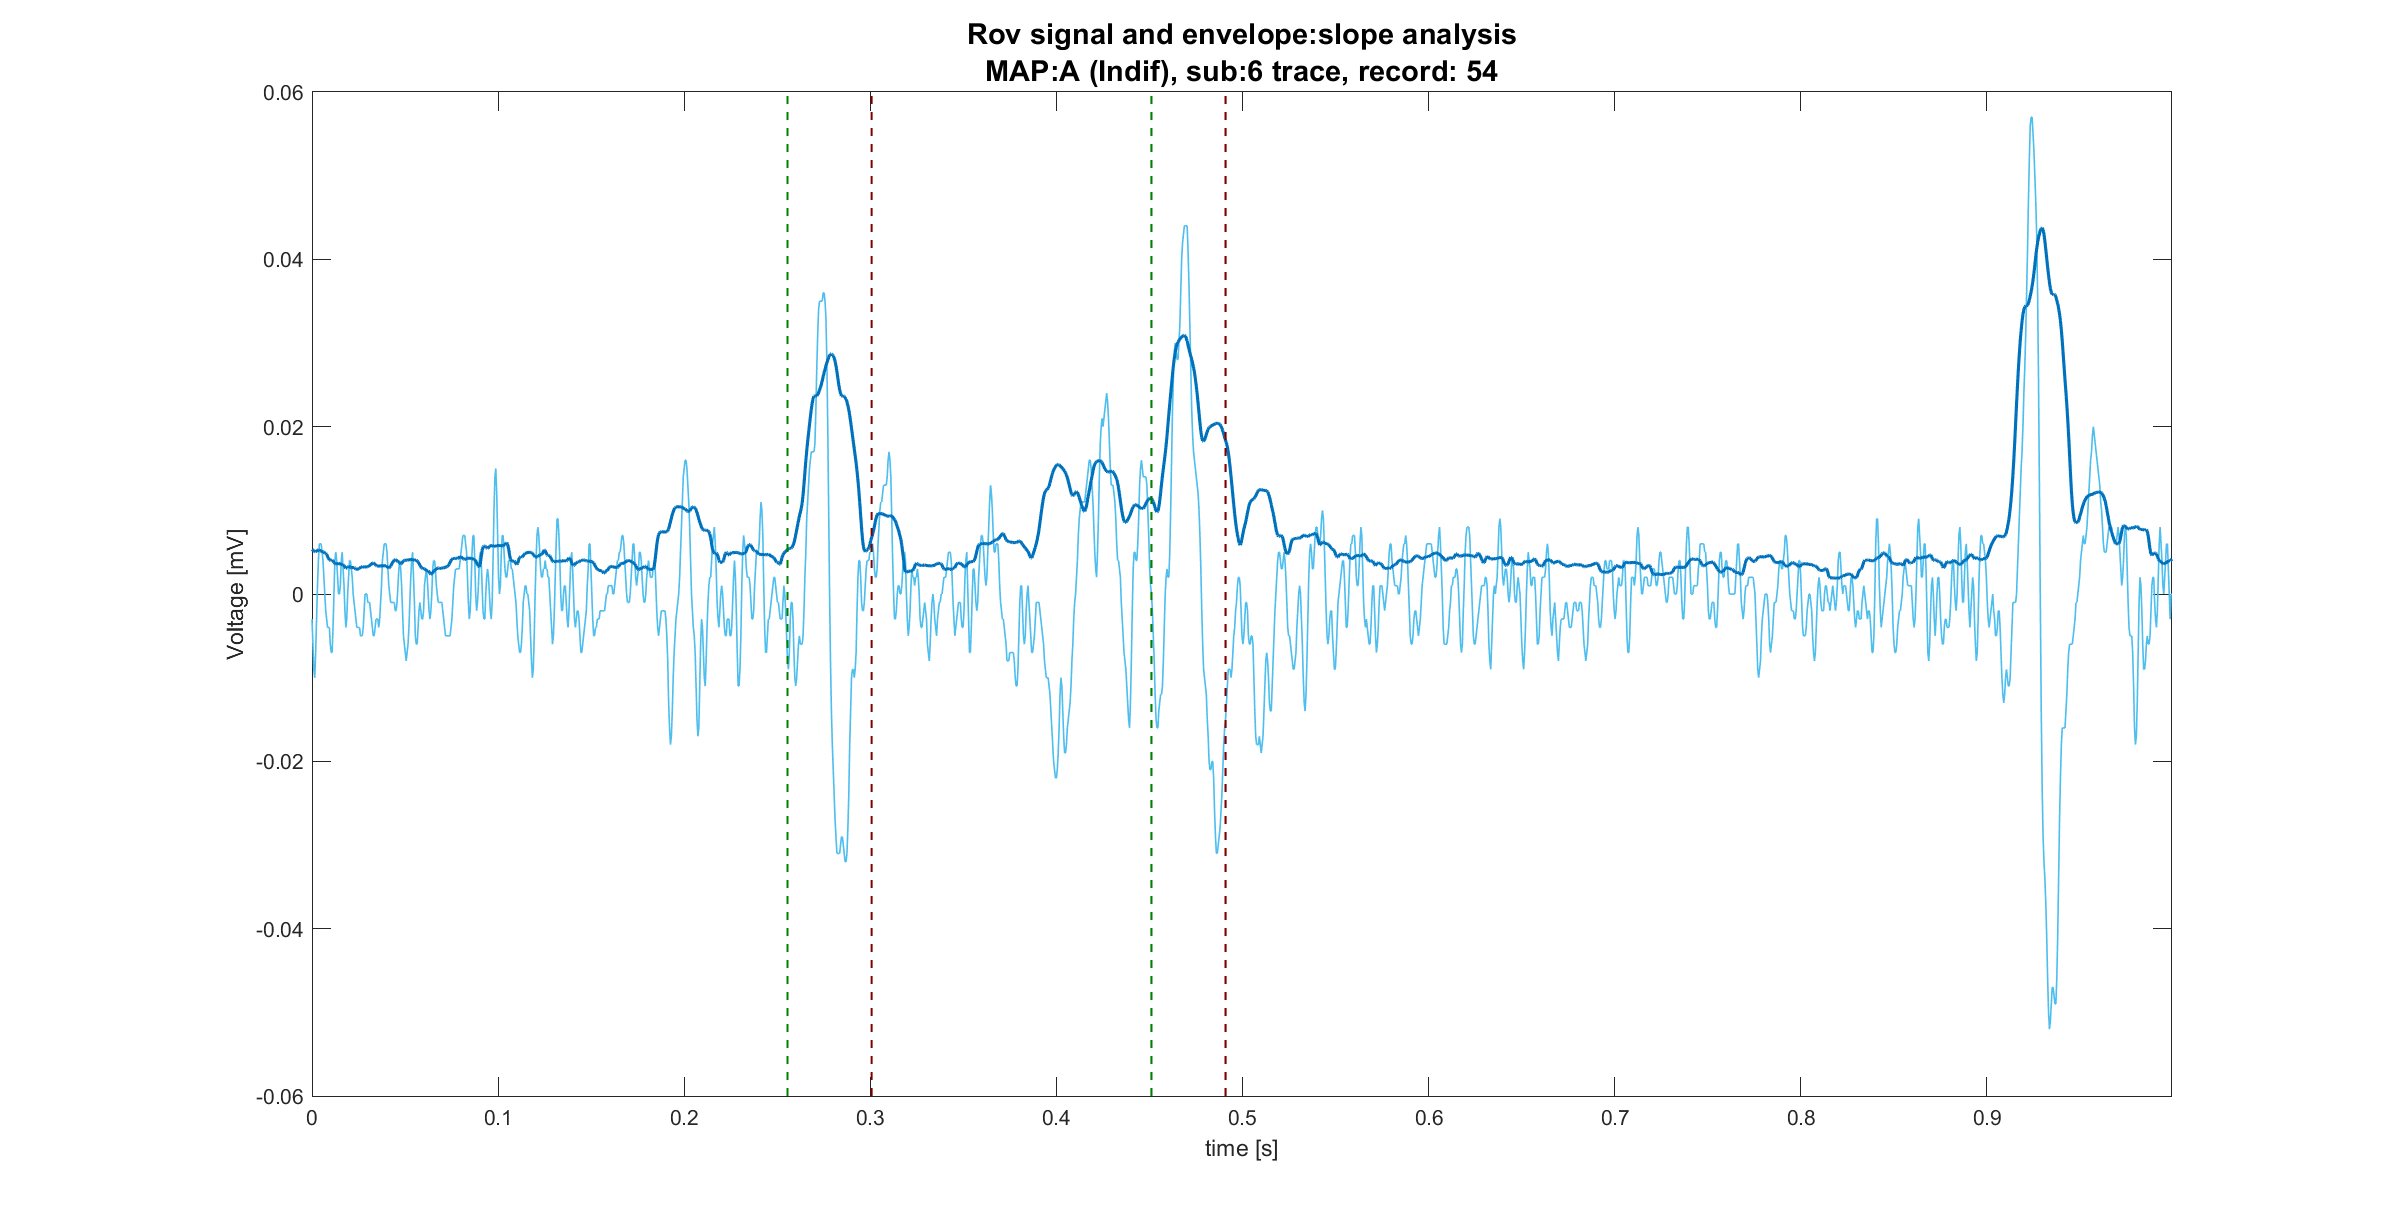 Rov signal and envelope:slope analysis
MAP:A (Indif), sub:6 trace, record: 54
0.06
0.04
0.02
0
-0.02
-0.04
-0.06
Voltage [mV]
0 0.1 0.2 0.3 0.4 0.5 0.6 0.7 0.8 0.9
time [s]